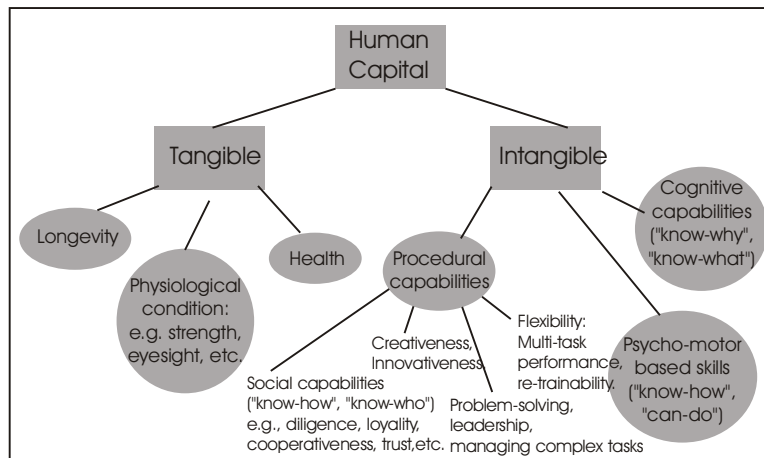 Human
Capital
Tangible
Intangible
Longevity
Physiological
condition:
e.g. strength,
eyesight, etc.
Health
Procedural
capabilities
Cognitive
capabilities
("know-why",
"know-what")
Psycho-motor
based skills
("know-how",
"can-do")
Social capabilities
("know-how", "know-who")
e.g., diligence, loyality,
cooperativeness, trust,etc.
Creativeness,
Innovativeness.
Problem-solving,
leadership,
managing complex tasks
Flexibility:
Multi-task
performance,
re-trainability.